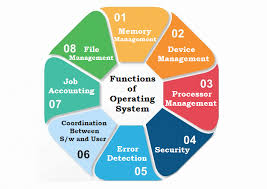 Functions
of
Operating
System
01
Memory
Management
02
Device
Management
03
Processor
Management
04
Security
05
Error
Detection
06
Coordination
Between
S/w and User
07
Job
Accounting
08
File
Management